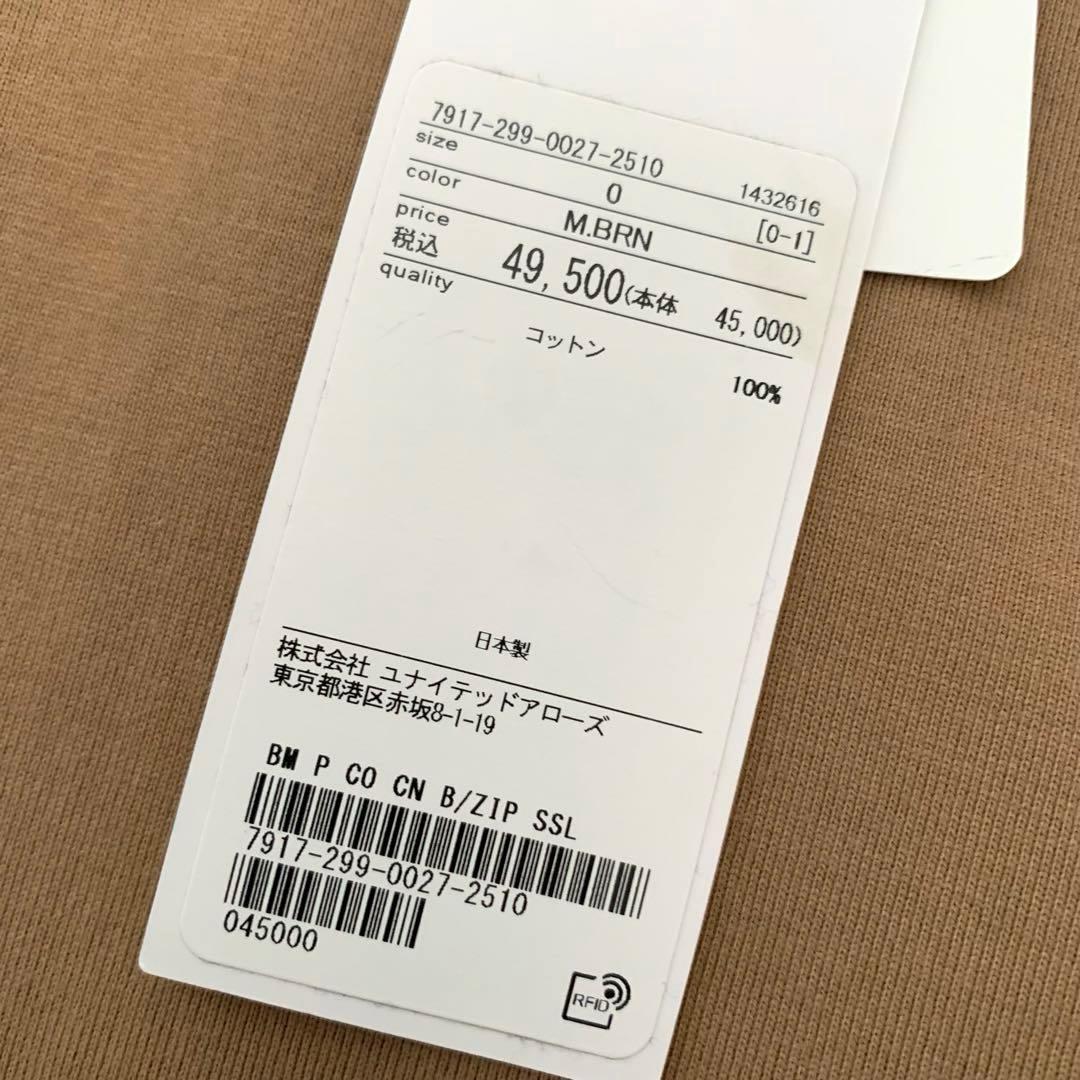 7917-299-0027-2510
size 0 1432616
color M.BRN [0-1]
price
税込 49,500(本体 45,000)
quality
コットン 100%
日本製
株式会社 ユナイテッドアローズ
東京都港区赤坂8-1-19
BM P CO CN B/ZIP SSL
7917-299-0027-2510
045000
RFID